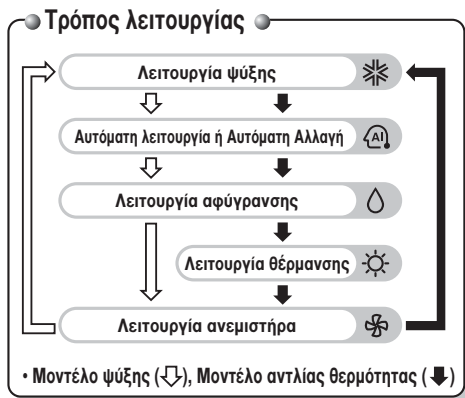 Τρόπος λειτουργίας
Λειτουργία ψύξης
Αυτόματη λειτουργία ή Αυτόματη Αλλαγή
AI
Λειτουργία αφύγρανσης
Λειτουργία θέρμανσης
Λειτουργία ανεμιστήρα
• Μοντέλο ψύξης (⇩), Μοντέλο αντλίας θερμότητας (🡇)